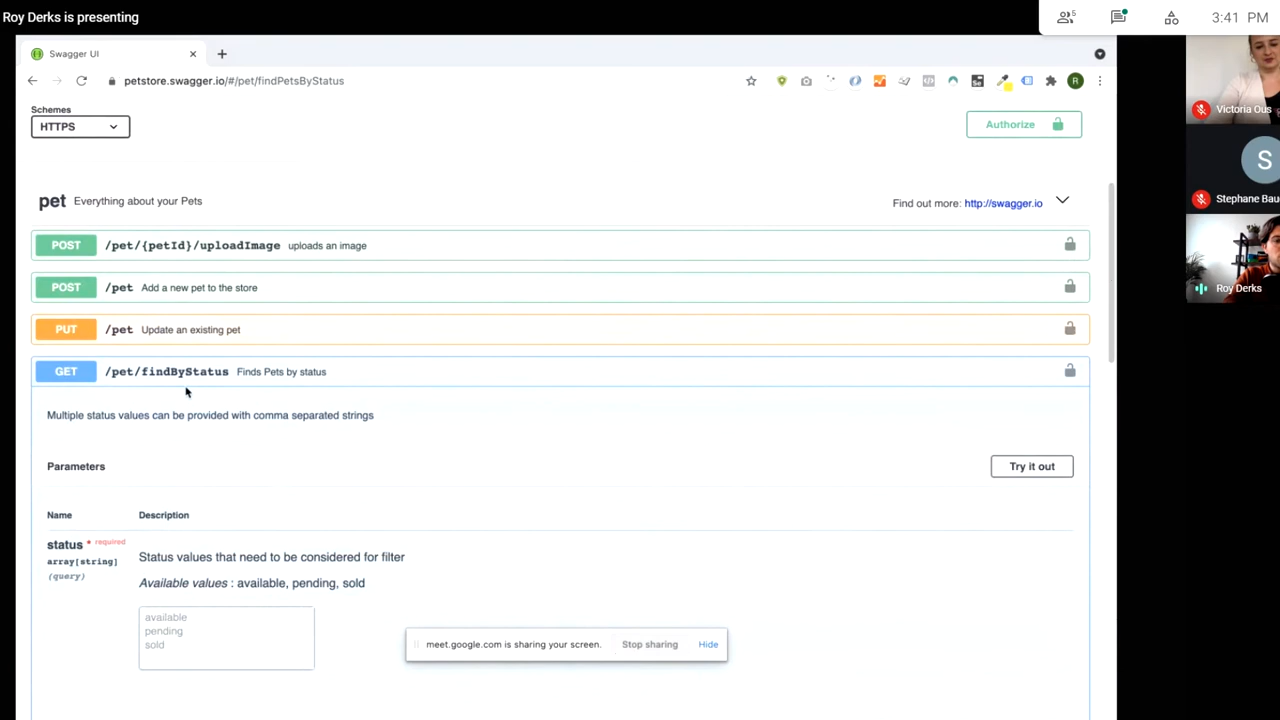 Roy Derks is presenting
5
3:41 PM
Swagger UI
petstore.swagger.io/#/pet/findPetsByStatus
R
Schemes
HTTPS
Authorize
pet Everything about your Pets
Find out more: http://swagger.io
POST /pet/{petId}/uploadImage uploads an image
POST /pet Add a new pet to the store
PUT /pet Update an existing pet
GET /pet/findByStatus Finds Pets by status
Multiple status values can be provided with comma separated strings
Parameters
Try it out
Name Description
status * required
array[string]
(query)
Status values that need to be considered for filter
Available values : available, pending, sold
available
pending
sold
meet.google.com is sharing your screen. Stop sharing Hide
Victoria Ous
S
Stephane Bau
Roy Derks